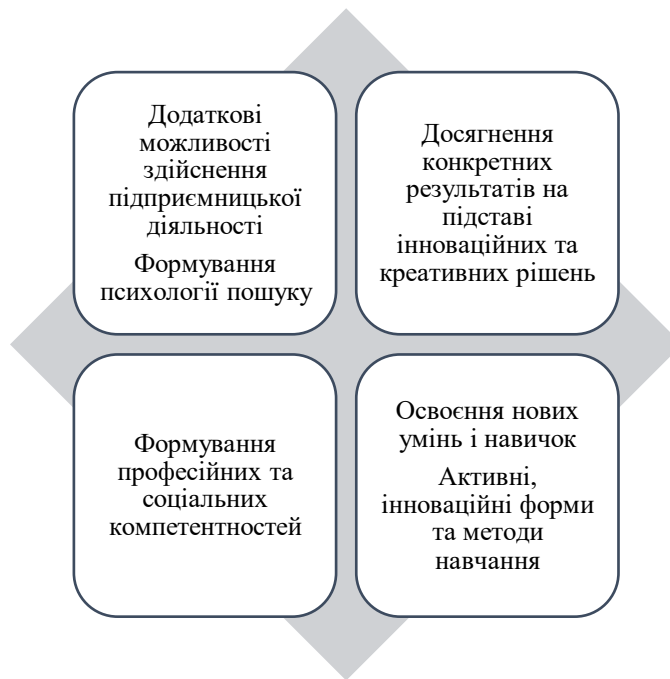 Додаткові
можливості
здійснення
підприємницької
діяльності
Формування
психології пошуку
Досягнення
конкретних
результатів на
підставі
інноваційних та
креативних рішень
Формування
професійних та
соціальних
компетентностей
Освоєння нових
умінь і навичок
Активні,
інноваційні форми
та методи
навчання